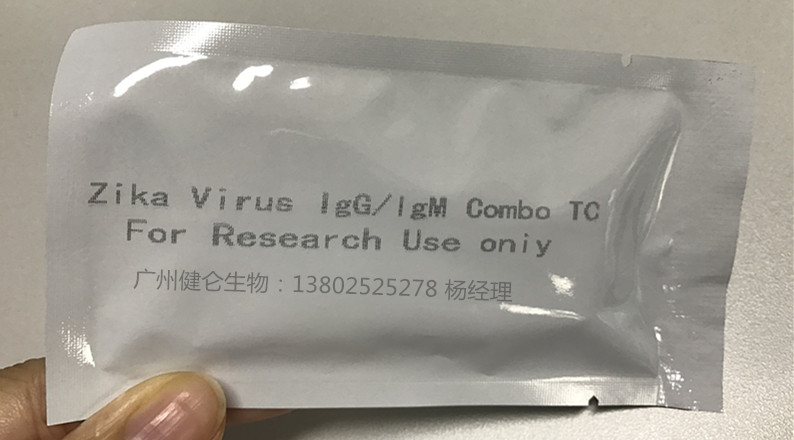 Zika Virus IgG/IgM Combo TC
For Research Use oniy
广州健仑生物：13802525278 杨经理